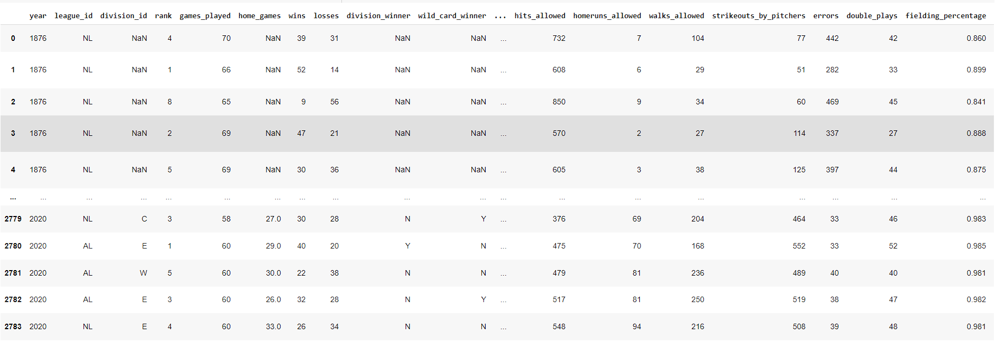 year league_id division_id rank games_played home_games wins losses division_winner wild_card_winner ... hits_allowed homeruns_allowed walks_allowed strikeouts_by_pitchers errors double_plays fielding_percentage
0 1876 NL NaN 4 70 NaN 39 31 NaN NaN ... 732 7 104 77 442 42 0.860
1 1876 NL NaN 1 66 NaN 52 14 NaN NaN ... 608 6 29 51 282 33 0.899
2 1876 NL NaN 8 65 NaN 9 56 NaN NaN ... 850 9 34 60 469 45 0.841
3 1876 NL NaN 2 69 NaN 47 21 NaN NaN ... 570 2 27 114 337 27 0.888
4 1876 NL NaN 5 69 NaN 30 36 NaN NaN ... 605 3 38 125 397 44 0.875
... ... ... ... ... ... ... ... ... ... ... ... ... ... ... ... ... ... ...
2779 2020 NL C 3 58 27.0 30 28 N Y ... 376 69 204 464 33 46 0.983
2780 2020 AL E 1 60 29.0 40 20 Y N ... 475 70 168 552 33 52 0.985
2781 2020 AL W 5 60 30.0 22 38 N N ... 479 81 236 489 40 40 0.981
2782 2020 AL E 3 60 26.0 32 28 N Y ... 517 81 250 519 38 47 0.982
2783 2020 NL E 4 60 33.0 26 34 N N ... 548 94 216 508 39 48 0.981